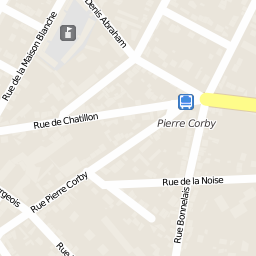 Denis Abraham
Rue de la Maison Blanche
Rue de Chatillon
Pierre Corby
Rue de la Noise
Rue Pierre Corby
Rue Bonnelais
urgeois